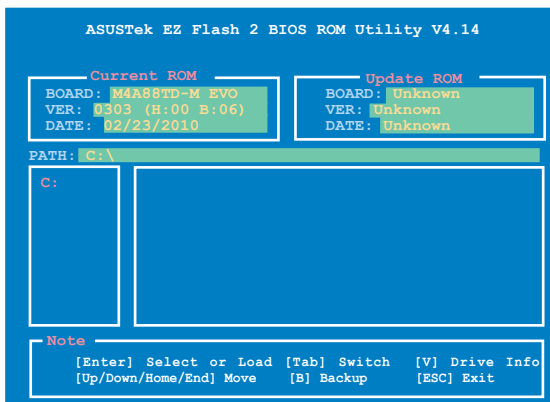 ASUSTek EZ Flash 2 BIOS ROM Utility V4.14
Current ROM
BOARD: M4A88TD-M EVO
VER: 0303 (H:00 B:06)
DATE: 02/23/2010
Update ROM
BOARD: Unknown
VER: Unknown
DATE: Unknown
PATH: C:\
C:
Note
[Enter] Select or Load [Tab] Switch [V] Drive Info
[Up/Down/Home/End] Move [B] Backup [ESC] Exit